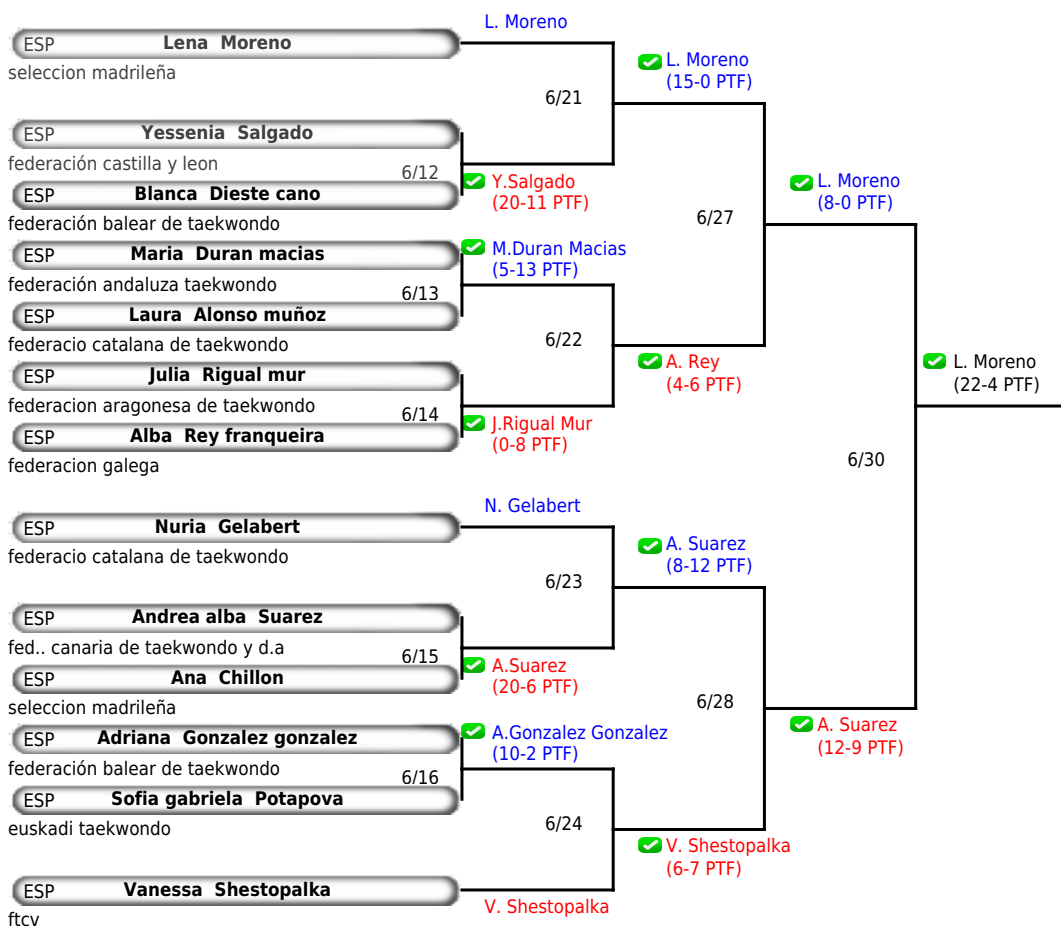 L. Moreno
ESP Lena Moreno
seleccion madrileña
L. Moreno
(15-0 PTF)
6/21
ESP Yessenia Salgado
federación castilla y leon
6/12
Y.Salgado
(20-11 PTF)
ESP Blanca Dieste cano
federación balear de taekwondo
L. Moreno
(8-0 PTF)
6/27
ESP Maria Duran macias
federación andaluza taekwondo
M.Duran Macias
(5-13 PTF)
6/13
ESP Laura Alonso muñoz
federacio catalana de taekwondo
6/22
A. Rey
(4-6 PTF)
L. Moreno
(22-4 PTF)
ESP Julia Rigual mur
federacion aragonesa de taekwondo
6/14
J.Rigual Mur
(0-8 PTF)
ESP Alba Rey franqueira
federacion galega
6/30
N. Gelabert
ESP Nuria Gelabert
federacio catalana de taekwondo
A. Suarez
(8-12 PTF)
6/23
ESP Andrea alba Suarez
fed.. canaria de taekwondo y d.a
6/15
A.Suarez
(20-6 PTF)
ESP Ana Chillon
seleccion madrileña
6/28
A. Suarez
(12-9 PTF)
ESP Adriana Gonzalez gonzalez
federación balear de taekwondo
A.Gonzalez Gonzalez
(10-2 PTF)
6/16
ESP Sofia gabriela Potapova
euskadi taekwondo
6/24
V. Shestopalka
(6-7 PTF)
ESP Vanessa Shestopalka
ftcv
V. Shestopalka